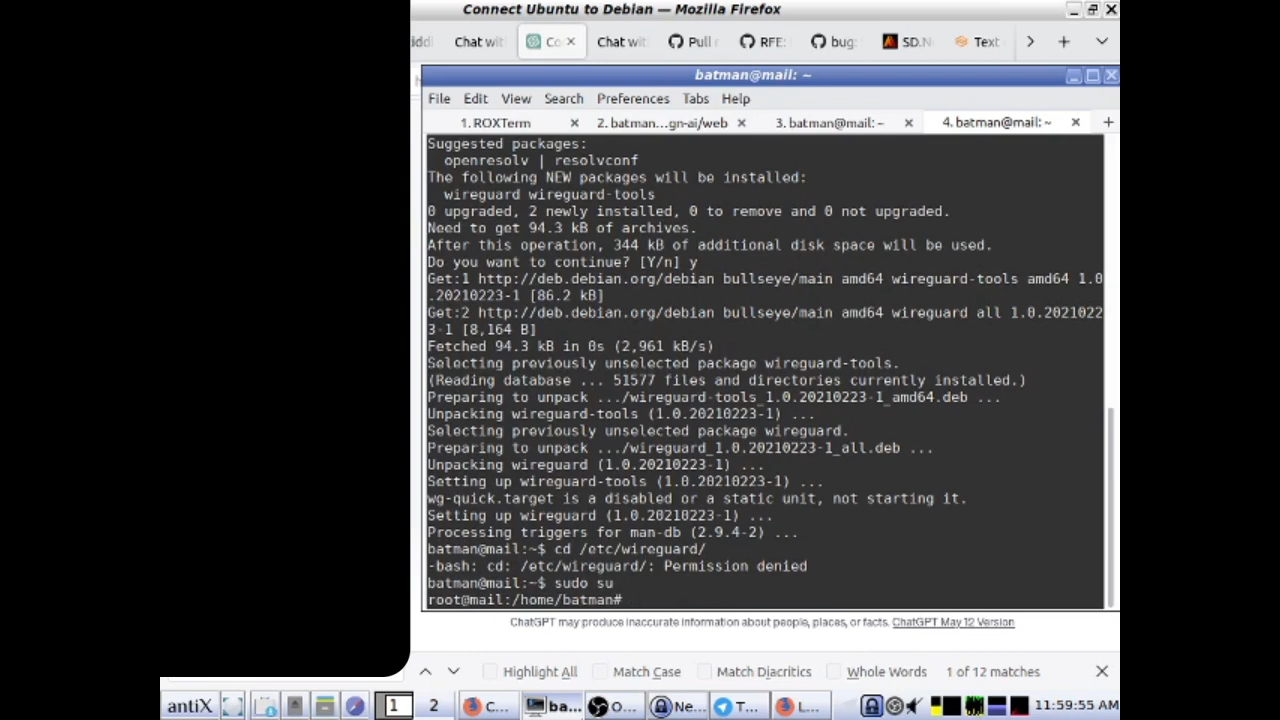 Connect Ubuntu to Debian — Mozilla Firefox
Chat wit
Co
Chat wit
Pull r
RFE:
bug:
SD.N
Text
batman@mail: ~
File Edit View Search Preferences Tabs Help
1. ROXTerm
2. batman...gn-ai/web
3. batman@mail: ~
4. batman@mail: ~
Suggested packages:
openresolv | resolvconf
The following NEW packages will be installed:
wireguard wireguard-tools
0 upgraded, 2 newly installed, 0 to remove and 0 not upgraded.
Need to get 94.3 kB of archives.
After this operation, 344 kB of additional disk space will be used.
Do you want to continue? [Y/n] y
Get:1 http://deb.debian.org/debian bullseye/main amd64 wireguard-tools amd64 1.0
.20210223-1 [86.2 kB]
Get:2 http://deb.debian.org/debian bullseye/main amd64 wireguard all 1.0.2021022
3-1 [8,164 B]
Fetched 94.3 kB in 0s (2,961 kB/s)
Selecting previously unselected package wireguard-tools.
(Reading database ... 51577 files and directories currently installed.)
Preparing to unpack .../wireguard-tools_1.0.20210223-1_amd64.deb ...
Unpacking wireguard-tools (1.0.20210223-1) ...
Selecting previously unselected package wireguard.
Preparing to unpack .../wireguard_1.0.20210223-1_all.deb ...
Unpacking wireguard (1.0.20210223-1) ...
Setting up wireguard-tools (1.0.20210223-1) ...
wg-quick.target is a disabled or a static unit, not starting it.
Setting up wireguard (1.0.20210223-1) ...
Processing triggers for man-db (2.9.4-2) ...
batman@mail:~$ cd /etc/wireguard/
-bash: cd: /etc/wireguard/: Permission denied
batman@mail:~$ sudo su
root@mail:/home/batman#
ChatGPT may produce inaccurate information about people, places, or facts. ChatGPT May 12 Version
Highlight All Match Case Match Diacritics Whole Words 1 of 12 matches
antiX 1 2 C... ba... O... Ne... T... L... 11:59:55 AM